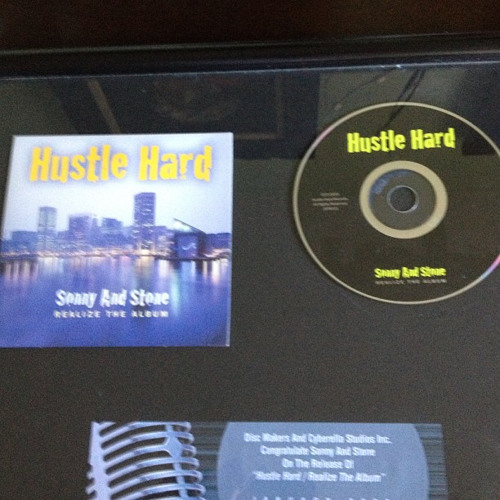 Hustle Hard
Sonny And Stone
REALIZE THE ALBUM
Hustle Hard
Sonny And Stone
REALIZE THE ALBUM
Disc Makers And Cyberella Studios Inc.
Congratulate Sonny And Stone
On The Release Of
"Hustle Hard / Realize The Album"